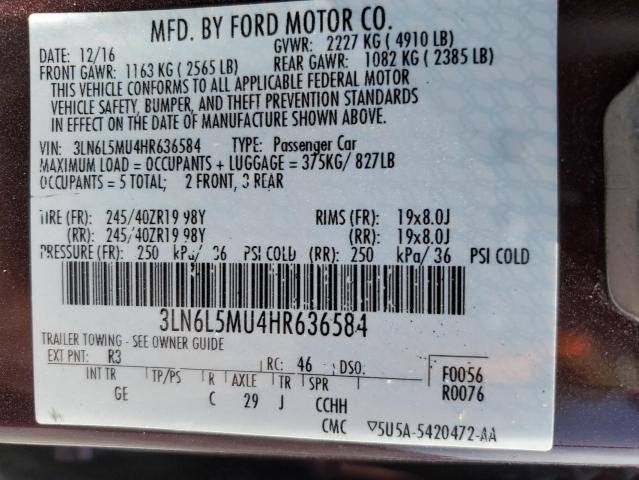 MFD. BY FORD MOTOR CO.
DATE: 12/16 GVWR: 2227 KG ( 4910 LB)
FRONT GAWR: 1163 KG ( 2565 LB) REAR GAWR: 1082 KG ( 2385 LB)
THIS VEHICLE CONFORMS TO ALL APPLICABLE FEDERAL MOTOR
VEHICLE SAFETY, BUMPER, AND THEFT PREVENTION STANDARDS
IN EFFECT ON THE DATE OF MANUFACTURE SHOWN ABOVE.
VIN: 3LN6L5MU4HR636584 TYPE: Passenger Car
MAXIMUM LOAD = OCCUPANTS + LUGGAGE = 375KG/ 827LB
OCCUPANTS = 5 TOTAL; 2 FRONT, 3 REAR
TIRE (FR): 245/40ZR19 98Y RIMS (FR): 19x8.0J
(RR): 245/40ZR19 98Y (RR): 19x8.0J
PRESSURE (FR): 250 kPa/ 36 PSI COLD (RR): 250 kPa/ 36 PSI COLD
3LN6L5MU4HR636584
TRAILER TOWING - SEE OWNER GUIDE
EXT PNT: R3 RC: 46 DSO: F0056
INT TR TP/PS R AXLE TR SPR R0076
GE C 29 J CCHH
CMC ▽5U5A-5420472-AA